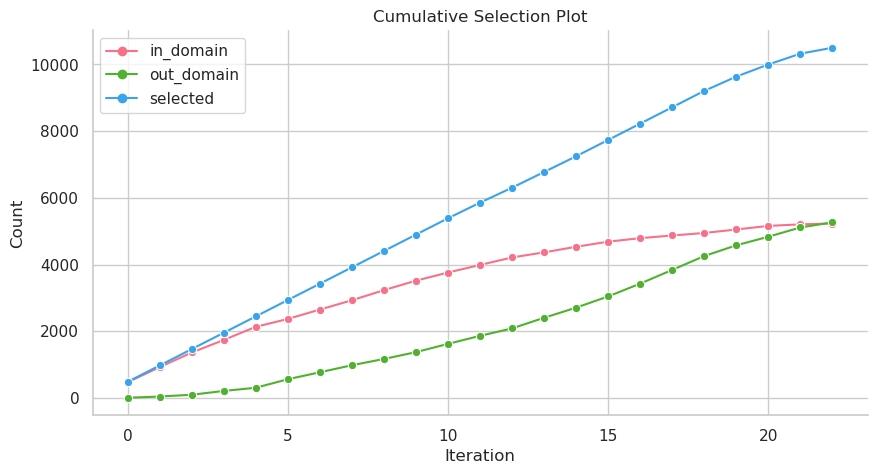 Cumulative Selection Plot
in_domain
out_domain
selected
10000
8000
6000
4000
2000
0
Count
0 5 10 15 20
Iteration